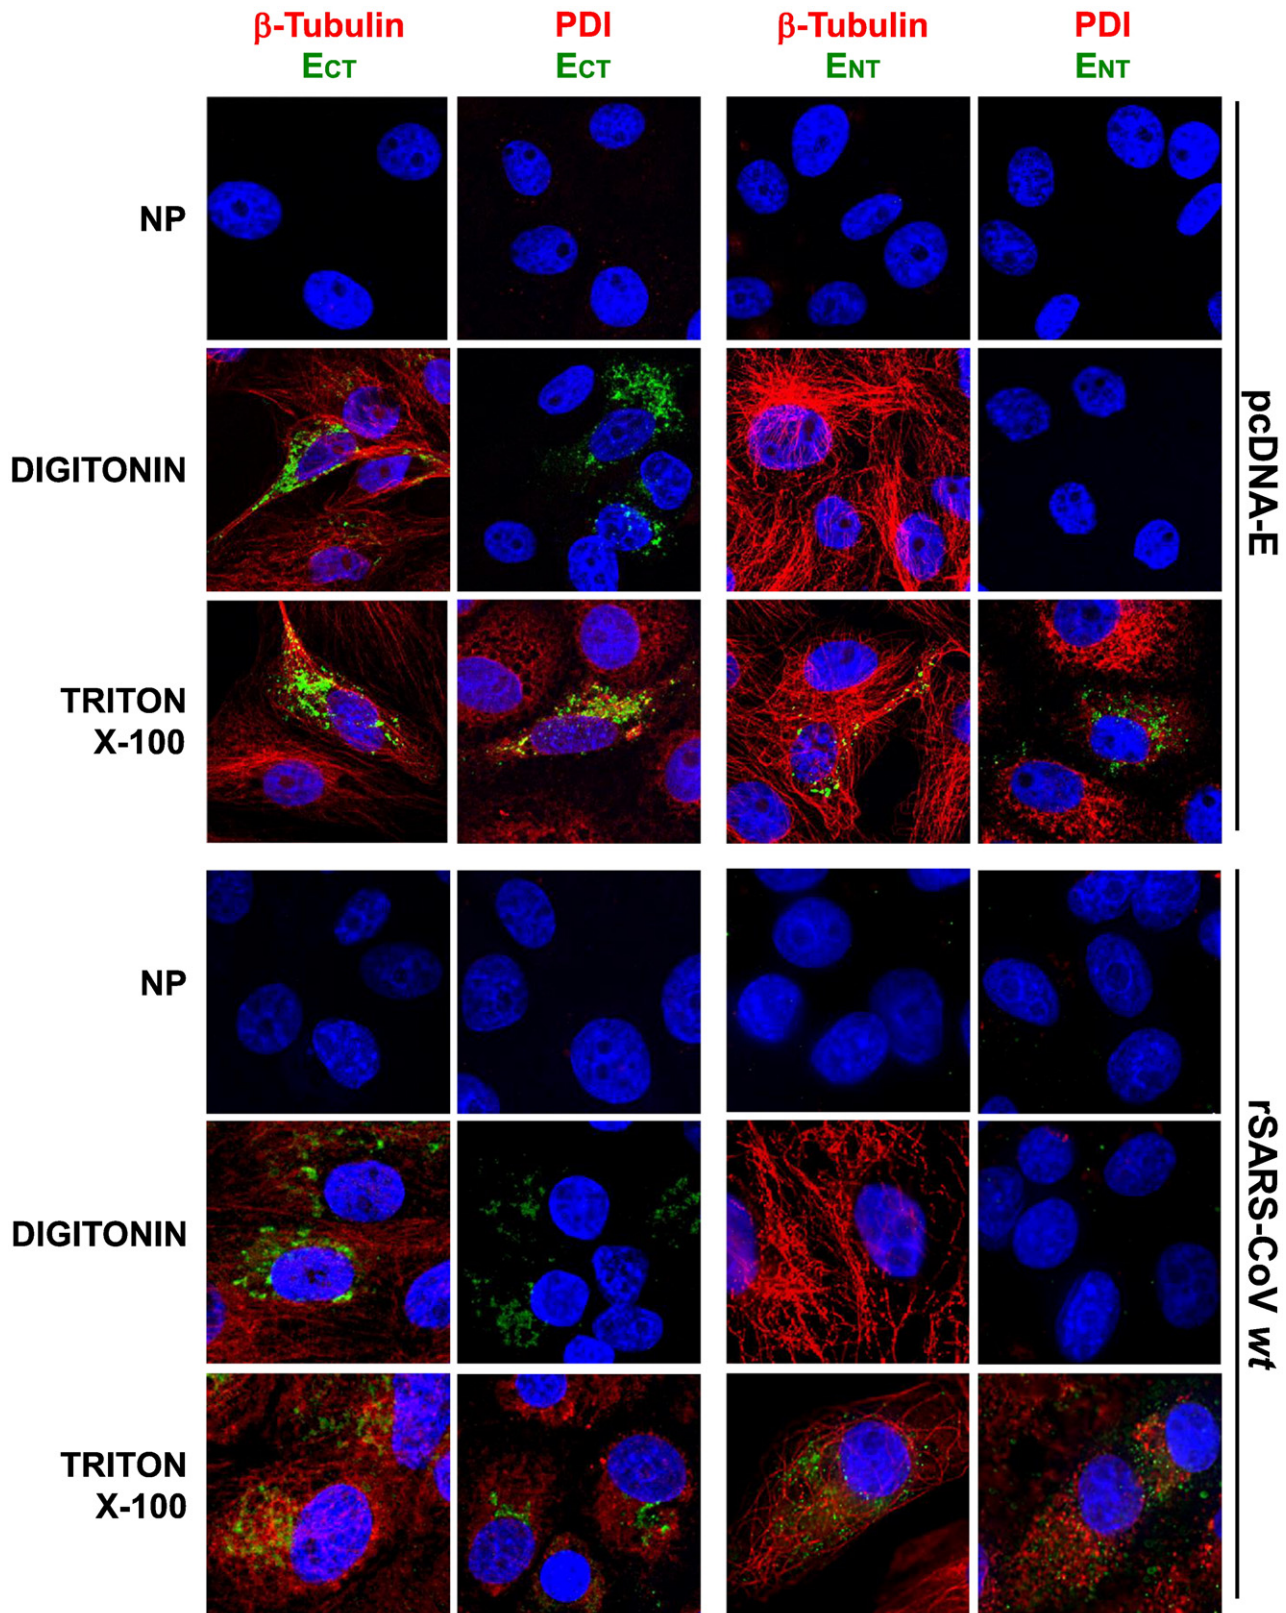 β-Tubulin PDI β-Tubulin PDI
ECT ECT ENT ENT
NP
DIGITONIN
TRITON
X-100
pcDNA-E
NP
DIGITONIN
TRITON
X-100
rSARS-CoV wt